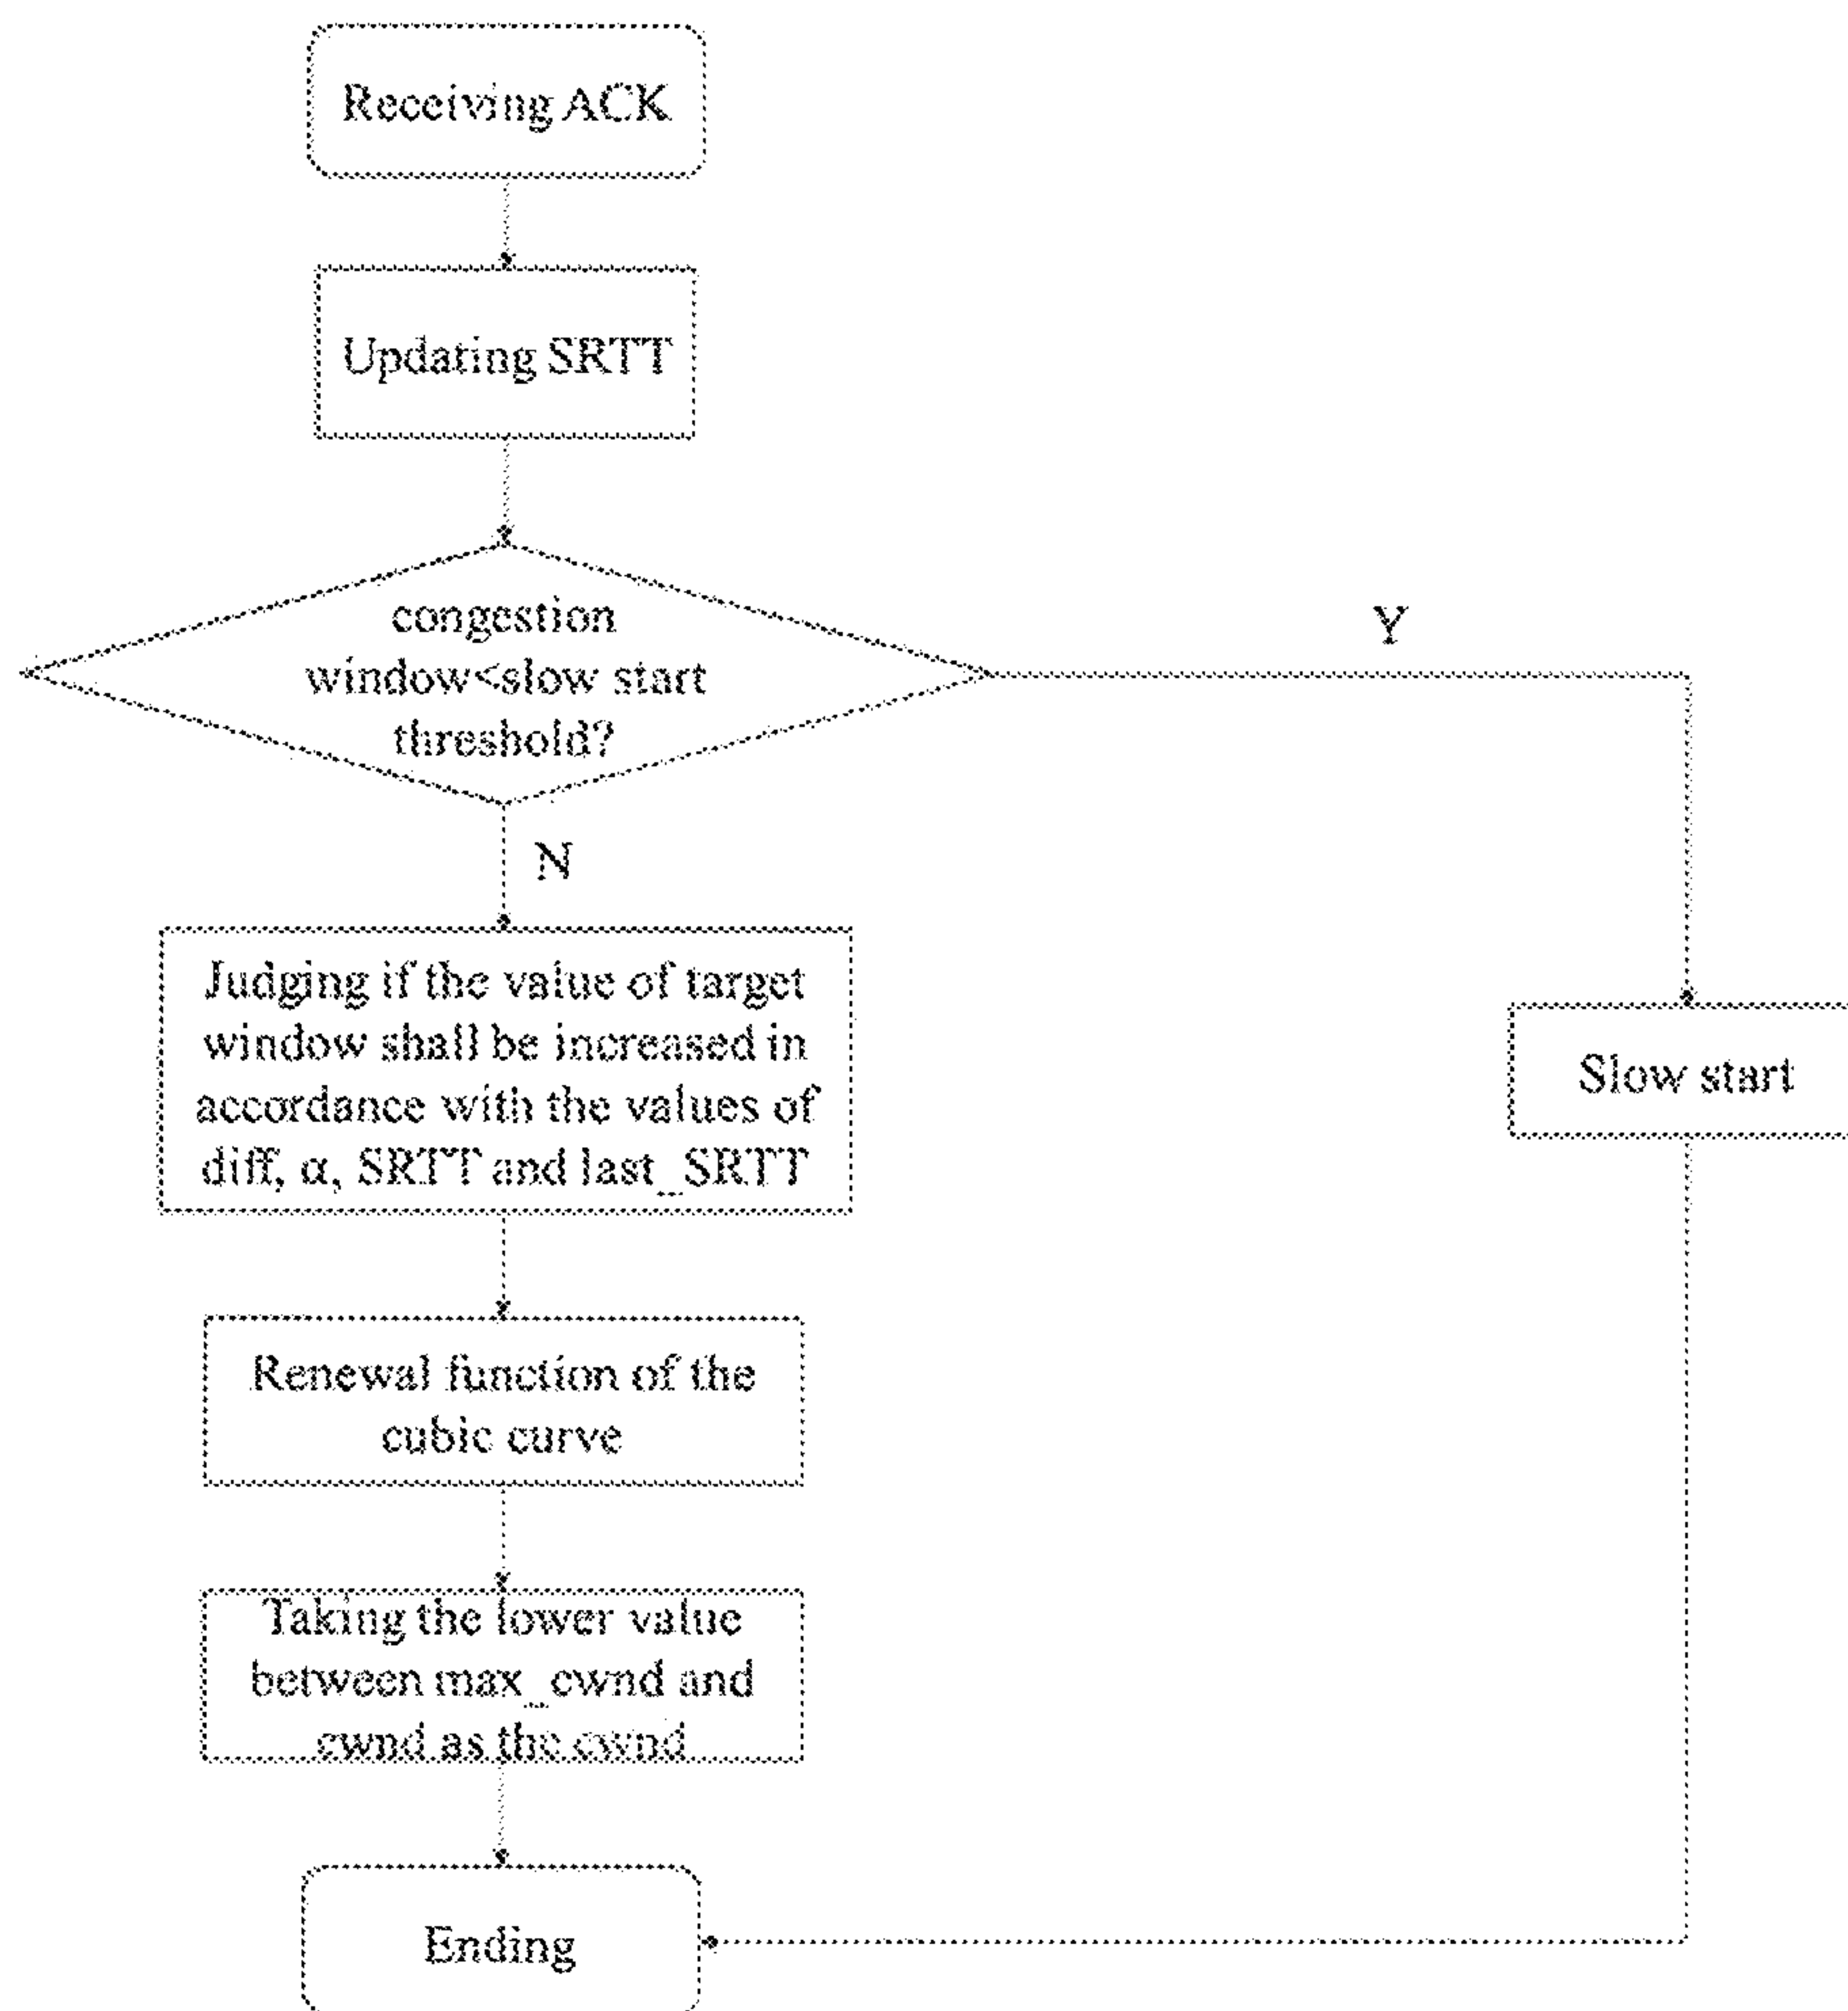 Receiving ACK
Updating SRTT
congestion
window<slow start
threshold?
Y
N
Judging if the value of target
window shall be increased in
accordance with the values of
diff, α, SRTT and last_SRTT
Slow start
Renewal function of the
cubic curve
Taking the lower value
between max_cwnd and
cwnd as the cwnd
Ending